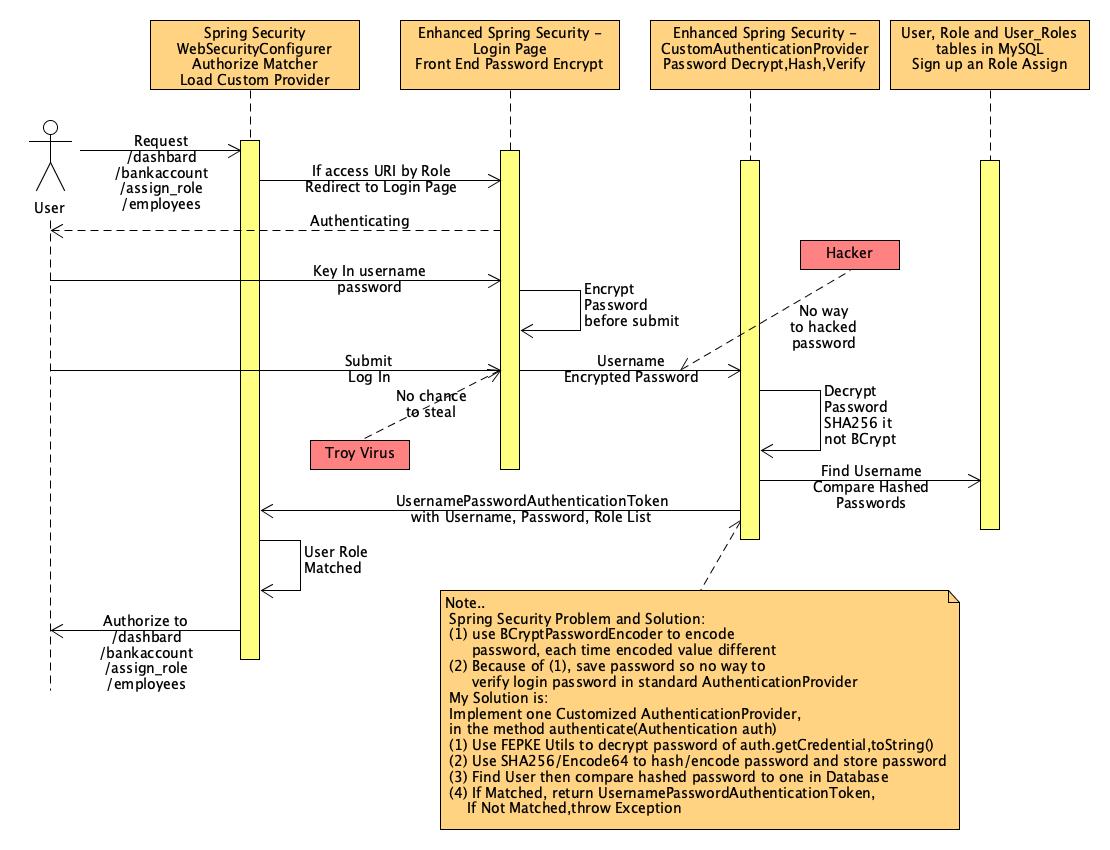 Spring Security
WebSecurityConfigurer
Authorize Matcher
Load Custom Provider
Enhanced Spring Security –
Login Page
Front End Password Encrypt
Enhanced Spring Security –
CustomAuthenticationProvider
Password Decrypt,Hash,Verify
User, Role and User_Roles
tables in MySQL
Sign up an Role Assign
User
Request
/dashbard
/bankaccount
/assign_role
/employees
If access URI by Role
Redirect to Login Page
Authenticating
Key In username
password
Encrypt
Password
before submit
Hacker
No way
to hacked
password
Submit
Log In
Username
Encrypted Password
No chance
to steal
Troy Virus
Decrypt
Password
SHA256 it
not BCrypt
Find Username
Compare Hashed
Passwords
UsernamePasswordAuthenticationToken
with Username, Password, Role List
User Role
Matched
Authorize to
/dashbard
/bankaccount
/assign_role
/employees
Note..
Spring Security Problem and Solution:
(1) use BCryptPasswordEncoder to encode
password, each time encoded value different
(2) Because of (1), save password so no way to
verify login password in standard AuthenticationProvider
My Solution is:
Implement one Customized AuthenticationProvider,
in the method authenticate(Authentication auth)
(1) Use FEPKE Utils to decrypt password of auth.getCredential,toString()
(2) Use SHA256/Encode64 to hash/encode password and store password
(3) Find User then compare hashed password to one in Database
(4) If Matched, return UsernamePasswordAuthenticationToken,
If Not Matched,throw Exception